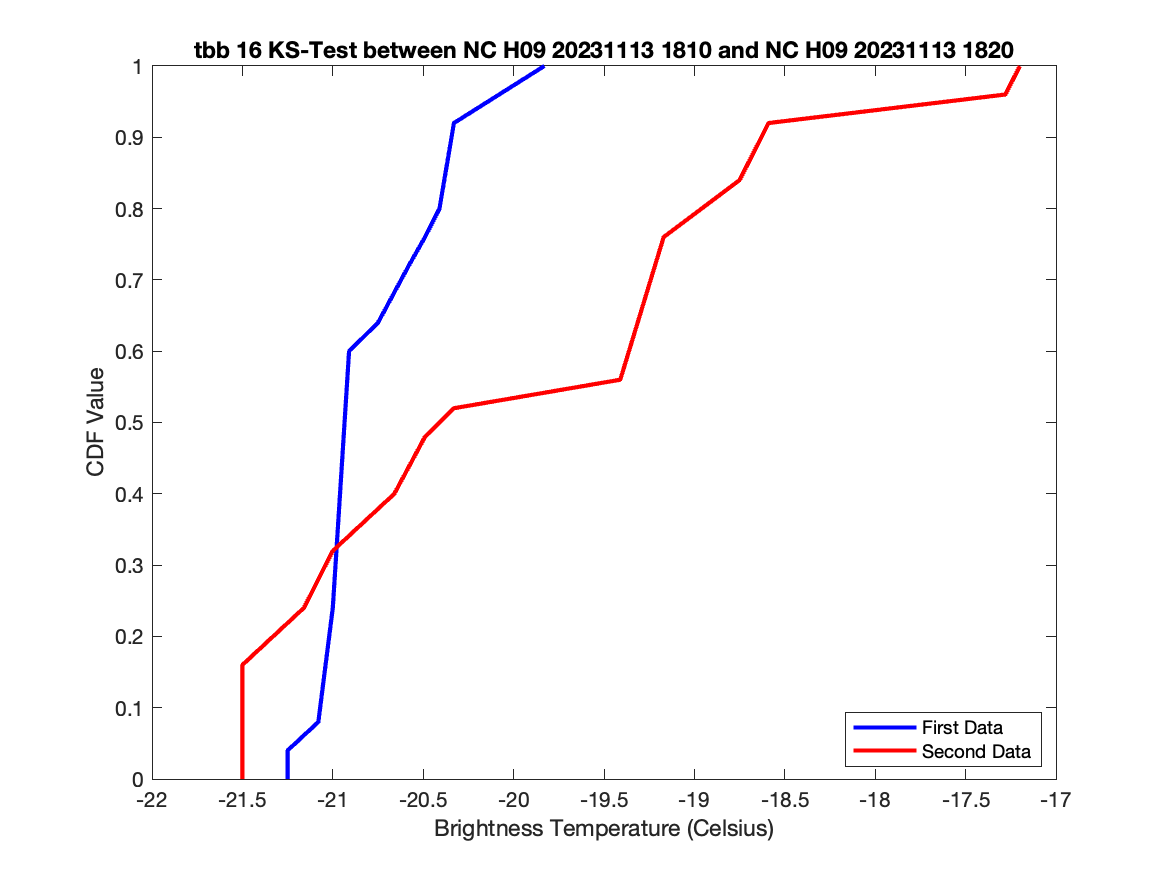 tbb 16 KS-Test between NC H09 20231113 1810 and NC H09 20231113 1820
1
0.9
0.8
0.7
0.6
0.5
0.4
0.3
0.2
0.1
0
CDF Value
First Data
Second Data
-22 -21.5 -21 -20.5 -20 -19.5 -19 -18.5 -18 -17.5 -17
Brightness Temperature (Celsius)